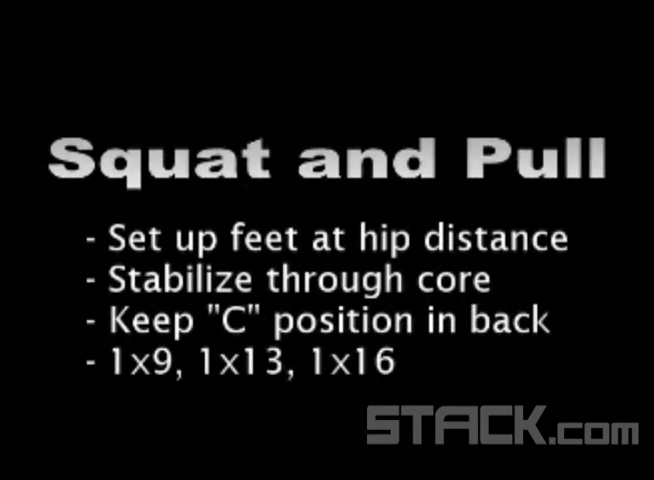 Squat and Pull
- Set up feet at hip distance
- Stabilize through core
- Keep "C" position in back
- 1x9, 1x13, 1x16
STACK.com